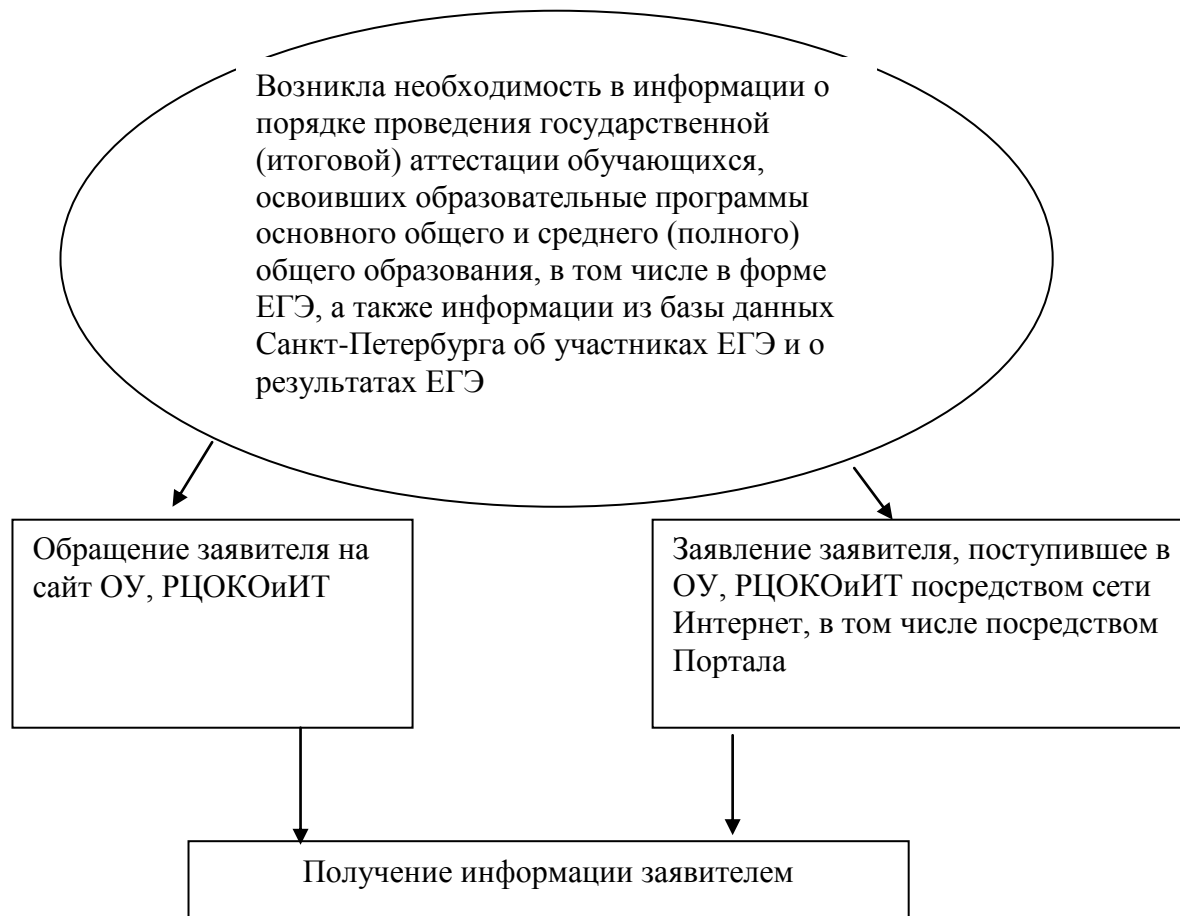 Возникла необходимость в информации о
порядке проведения государственной
(итоговой) аттестации обучающихся,
освоивших образовательные программы
основного общего и среднего (полного)
общего образования, в том числе в форме
ЕГЭ, а также информации из базы данных
Санкт-Петербурга об участниках ЕГЭ и о
результатах ЕГЭ
Обращение заявителя на
сайт ОУ, РЦОКОиИТ
Заявление заявителя, поступившее в
ОУ, РЦОКОиИТ посредством сети
Интернет, в том числе посредством
Портала
Получение информации заявителем